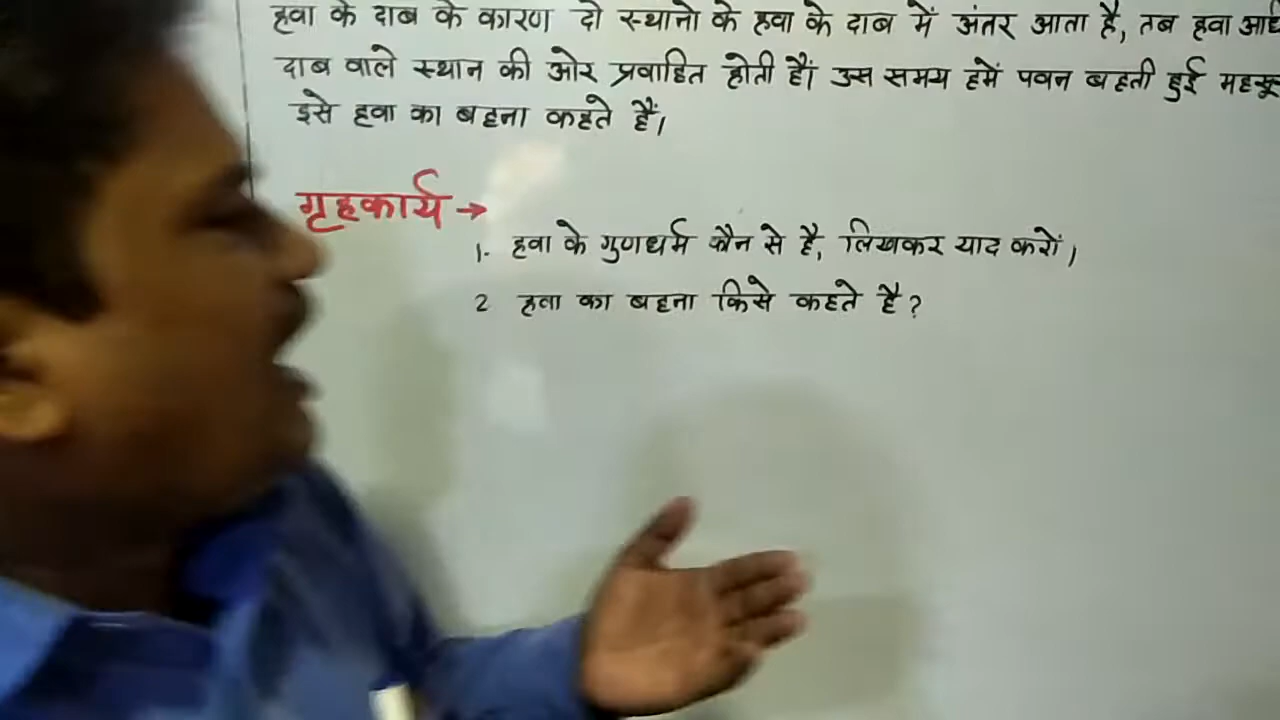 हवा के दाब के कारण दो स्थानो के हवा के दाब में अंतर आता है, तब हवा
दाब वाले स्थान की ओर प्रवाहित होती हैं। उस समय हमें पवन बहती हुई
इसे हवा का बहना कहते हैं।
गृहकार्य →
1. हवा के गुणधर्म कौन से है, लिखकर याद करों।
2 हवा का बहना किसे कहते है?